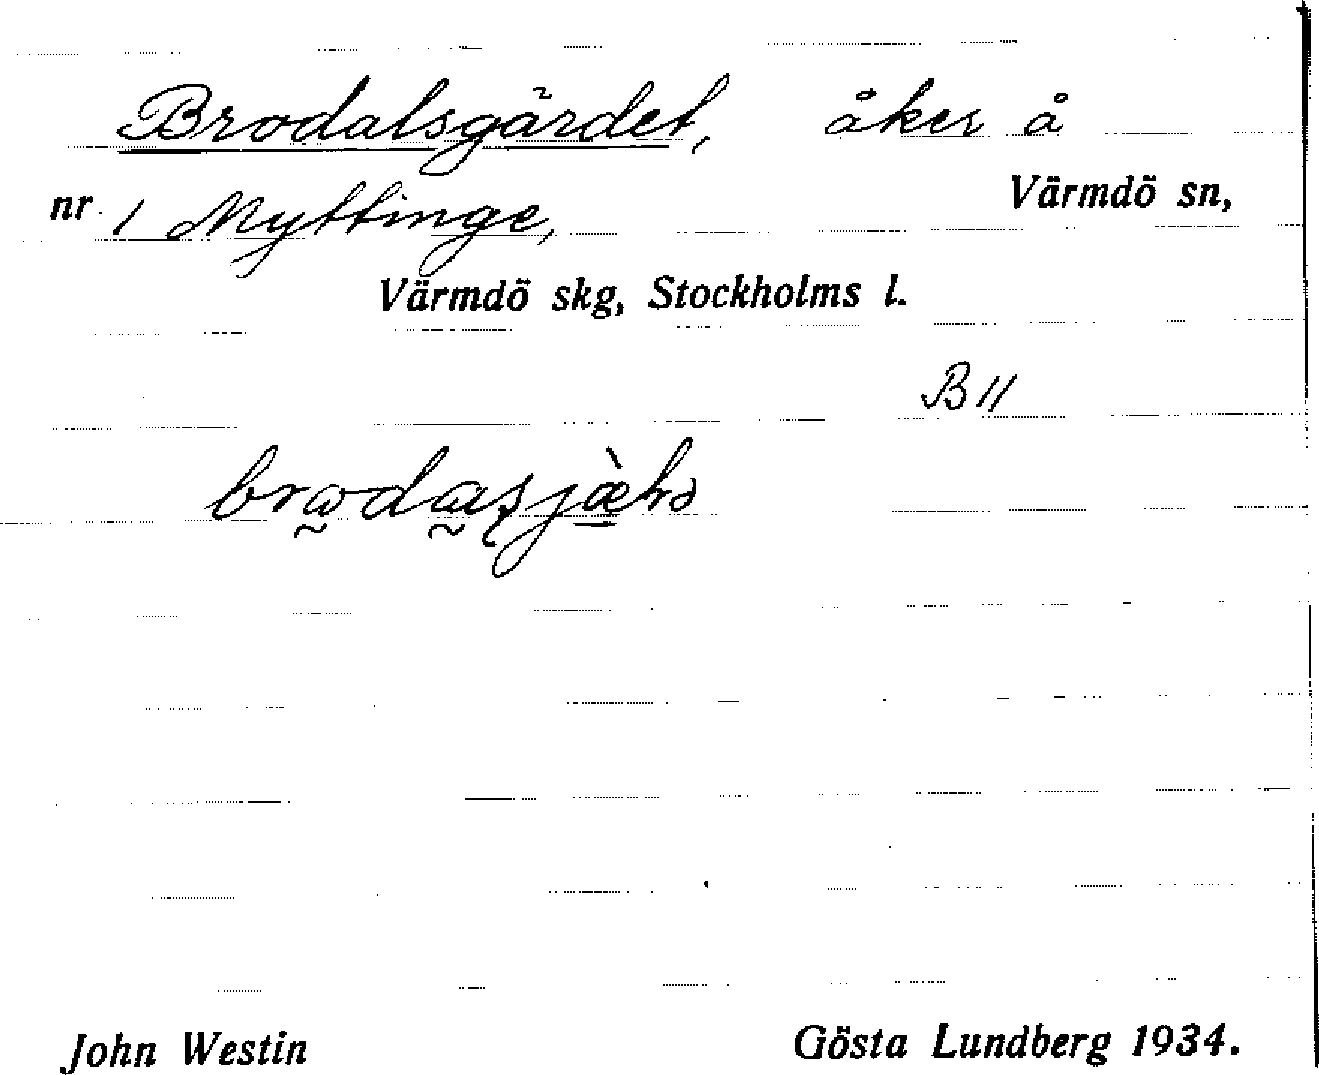 Brodalsgärdet, åker å
nr 1 Myttinge, Värmdö sn,
Värmdö skg, Stockholms l.
B 11
John Westin Gösta Lundberg 1934.